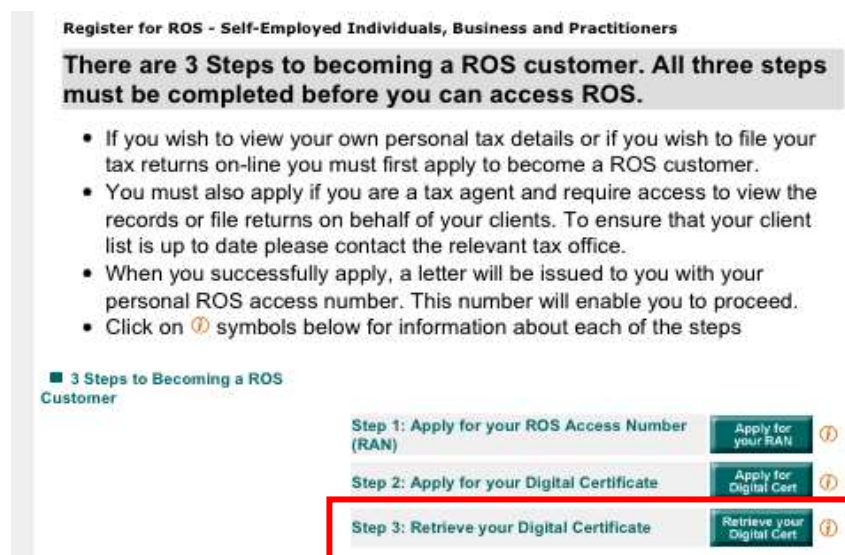 Register for ROS - Self-Employed Individuals, Business and Practitioners
There are 3 Steps to becoming a ROS customer. All three steps
must be completed before you can access ROS.
• If you wish to view your own personal tax details or if you wish to file your
tax returns on-line you must first apply to become a ROS customer.
• You must also apply if you are a tax agent and require access to view the
records or file returns on behalf of your clients. To ensure that your client
list is up to date please contact the relevant tax office.
• When you successfully apply, a letter will be issued to you with your
personal ROS access number. This number will enable you to proceed.
• Click on i symbols below for information about each of the steps
3 Steps to Becoming a ROS
Customer
Step 1: Apply for your ROS Access Number
(RAN)
Apply for
your RAN
i
Step 2: Apply for your Digital Certificate
Apply for
Digital Cert
i
Step 3: Retrieve your Digital Certificate
Retrieve your
Digital Cert
i